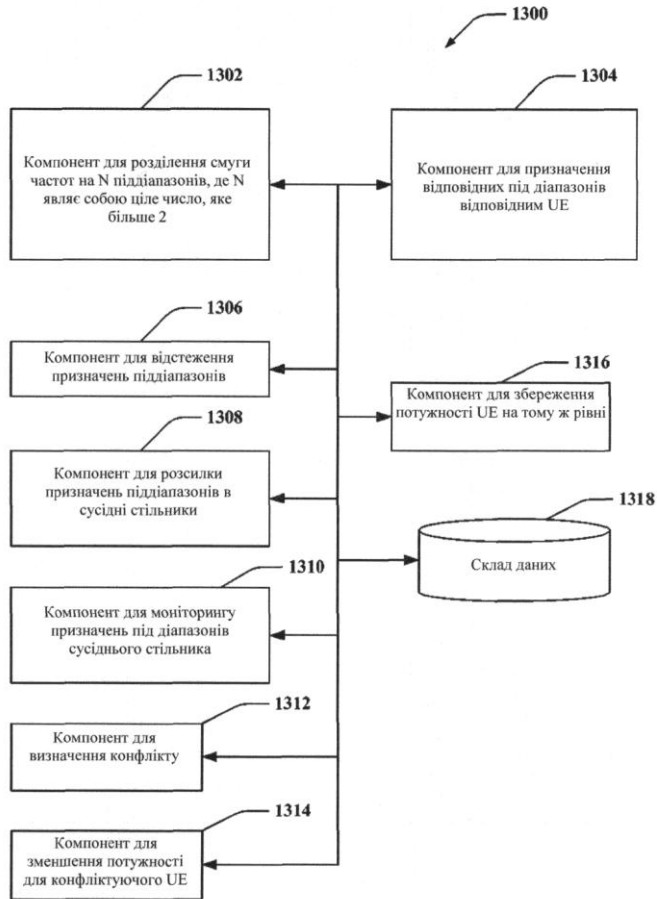 1300
1302
Компонент для розділення смуги
частот на N піддіапазонів, де N
являє собою ціле число, яке
більше 2
1304
Компонент для призначення
відповідних під діапазонів
відповідним UE
1306
Компонент для відстеження
призначень піддіапазонів
1316
Компонент для збереження
потужності UE на тому ж рівні
1308
Компонент для розсилки
призначень піддіапазонів в
сусідні стільники
1318
Склад даних
1310
Компонент для моніторингу
призначень під діапазонів
сусіднього стільника
1312
Компонент для
визначення конфлікту
1314
Компонент для
зменшення потужності
для конфліктуючого UE